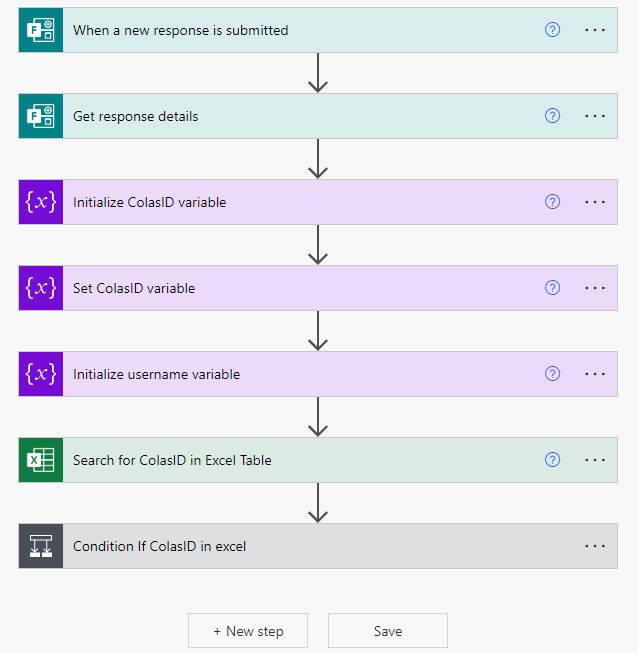 When a new response is submitted
Get response details
{x} Initialize ColasID variable
{x} Set ColasID variable
{x} Initialize username variable
Search for ColasID in Excel Table
Condition If ColasID in excel
+ New step Save